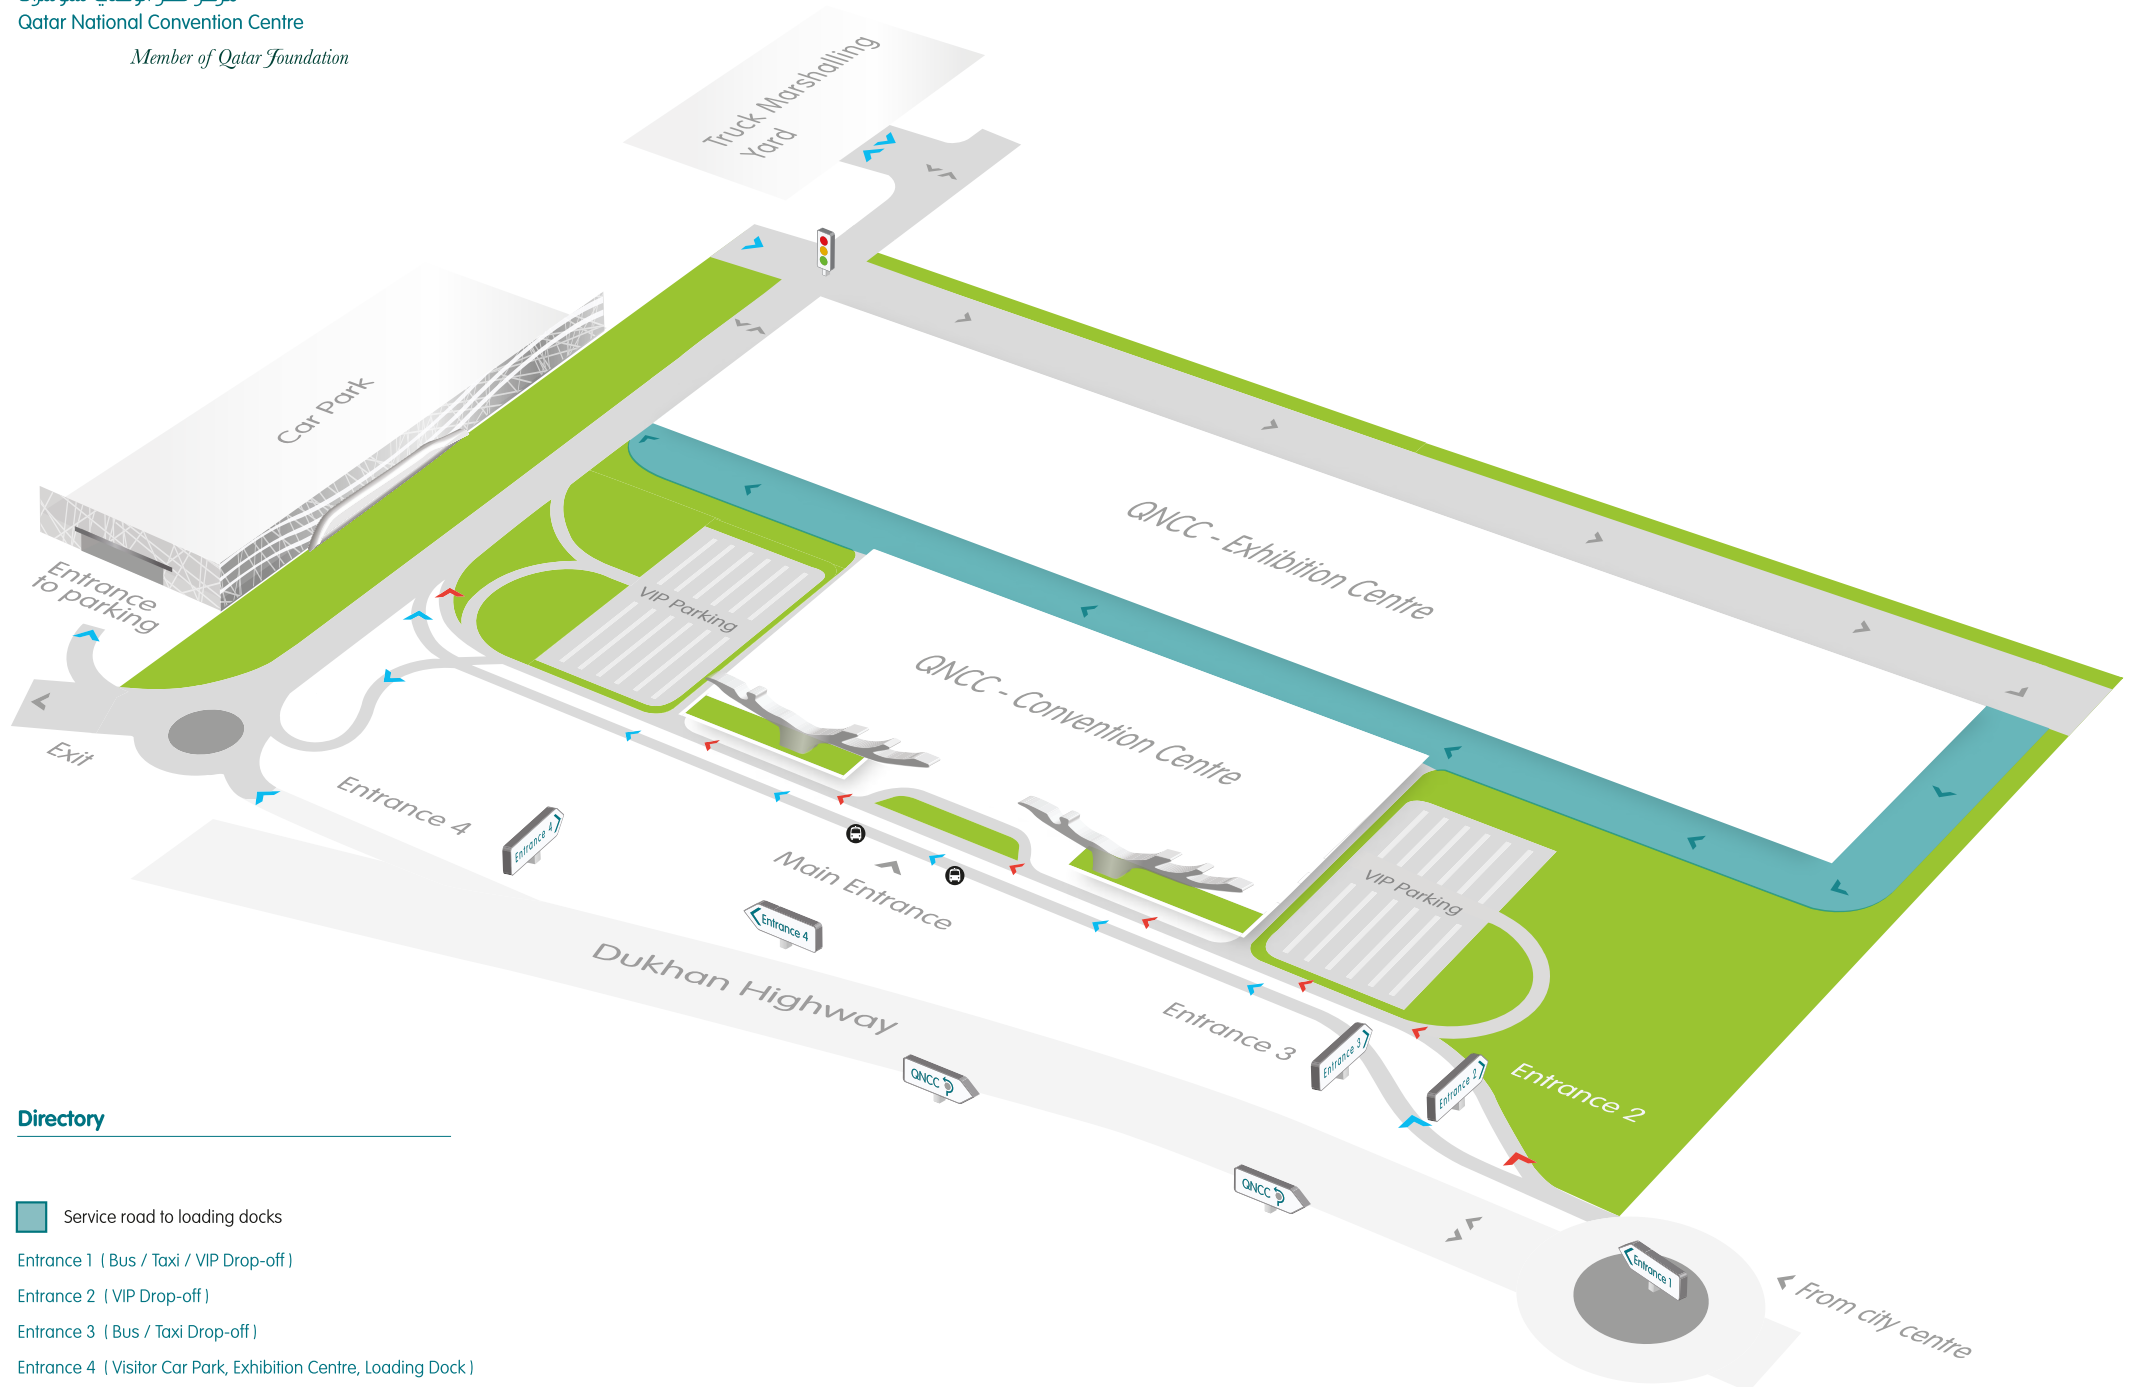 Qatar National Convention Centre
Member of Qatar Foundation
Truck Marshalling
Yard
Car Park
Entrance
to parking
Exit
VIP Parking
QNCC - Exhibition Centre
QNCC - Convention Centre
VIP Parking
Entrance 4
Entrance 4
Main Entrance
Entrance 4
Dukhan Highway
Entrance 3
Entrance 3
Entrance 2
Entrance 2
QNCC
QNCC
Entrance 1
From city centre
Directory
Service road to loading docks
Entrance 1 ( Bus / Taxi / VIP Drop-off )
Entrance 2 ( VIP Drop-off )
Entrance 3 ( Bus / Taxi Drop-off )
Entrance 4 ( Visitor Car Park, Exhibition Centre, Loading Dock )